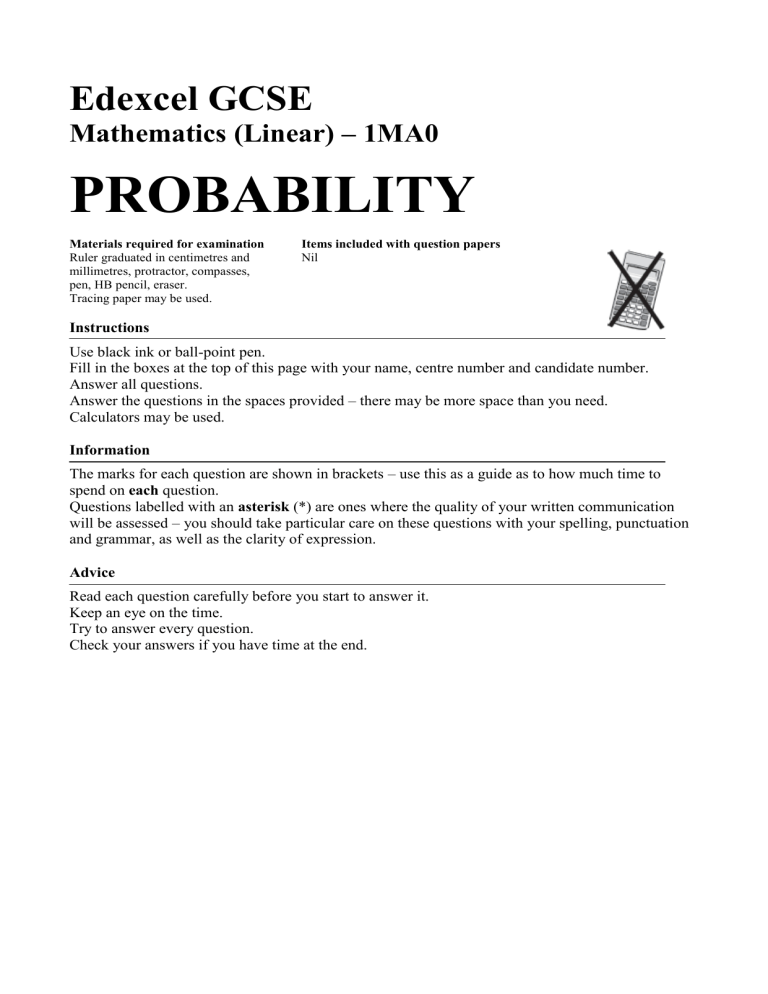 Edexcel GCSE
Mathematics (Linear) – 1MA0
PROBABILITY
Materials required for examination
Ruler graduated in centimetres and
millimetres, protractor, compasses,
pen, HB pencil, eraser.
Tracing paper may be used.
Items included with question papers
Nil
Instructions
Use black ink or ball-point pen.
Fill in the boxes at the top of this page with your name, centre number and candidate number.
Answer all questions.
Answer the questions in the spaces provided – there may be more space than you need.
Calculators may be used.
Information
The marks for each question are shown in brackets – use this as a guide as to how much time to
spend on each question.
Questions labelled with an asterisk (*) are ones where the quality of your written communication
will be assessed – you should take particular care on these questions with your spelling, punctuation
and grammar, as well as the clarity of expression.
Advice
Read each question carefully before you start to answer it.
Keep an eye on the time.
Try to answer every question.
Check your answers if you have time at the end.